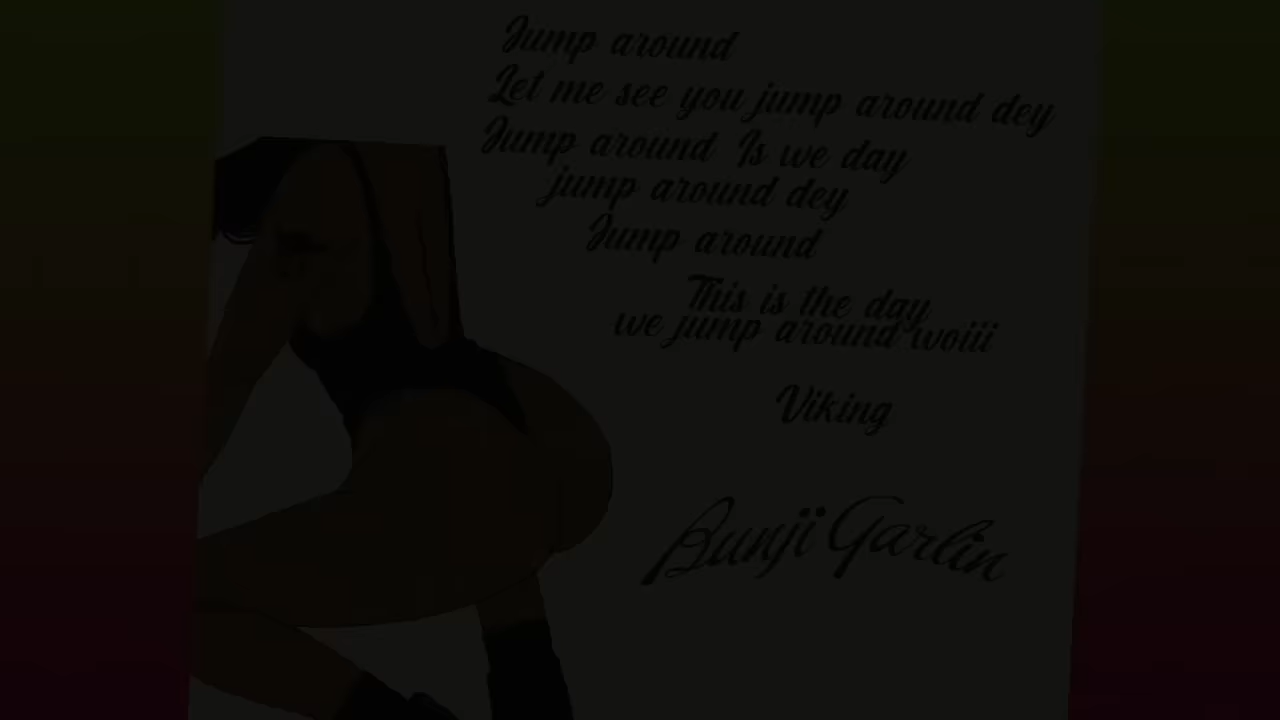 Jump around
Let me see you jump around dey
Jump around Is we day
jump around dey
Jump around
This is the day
we jump around woiii
Viking
Bunji Garlin